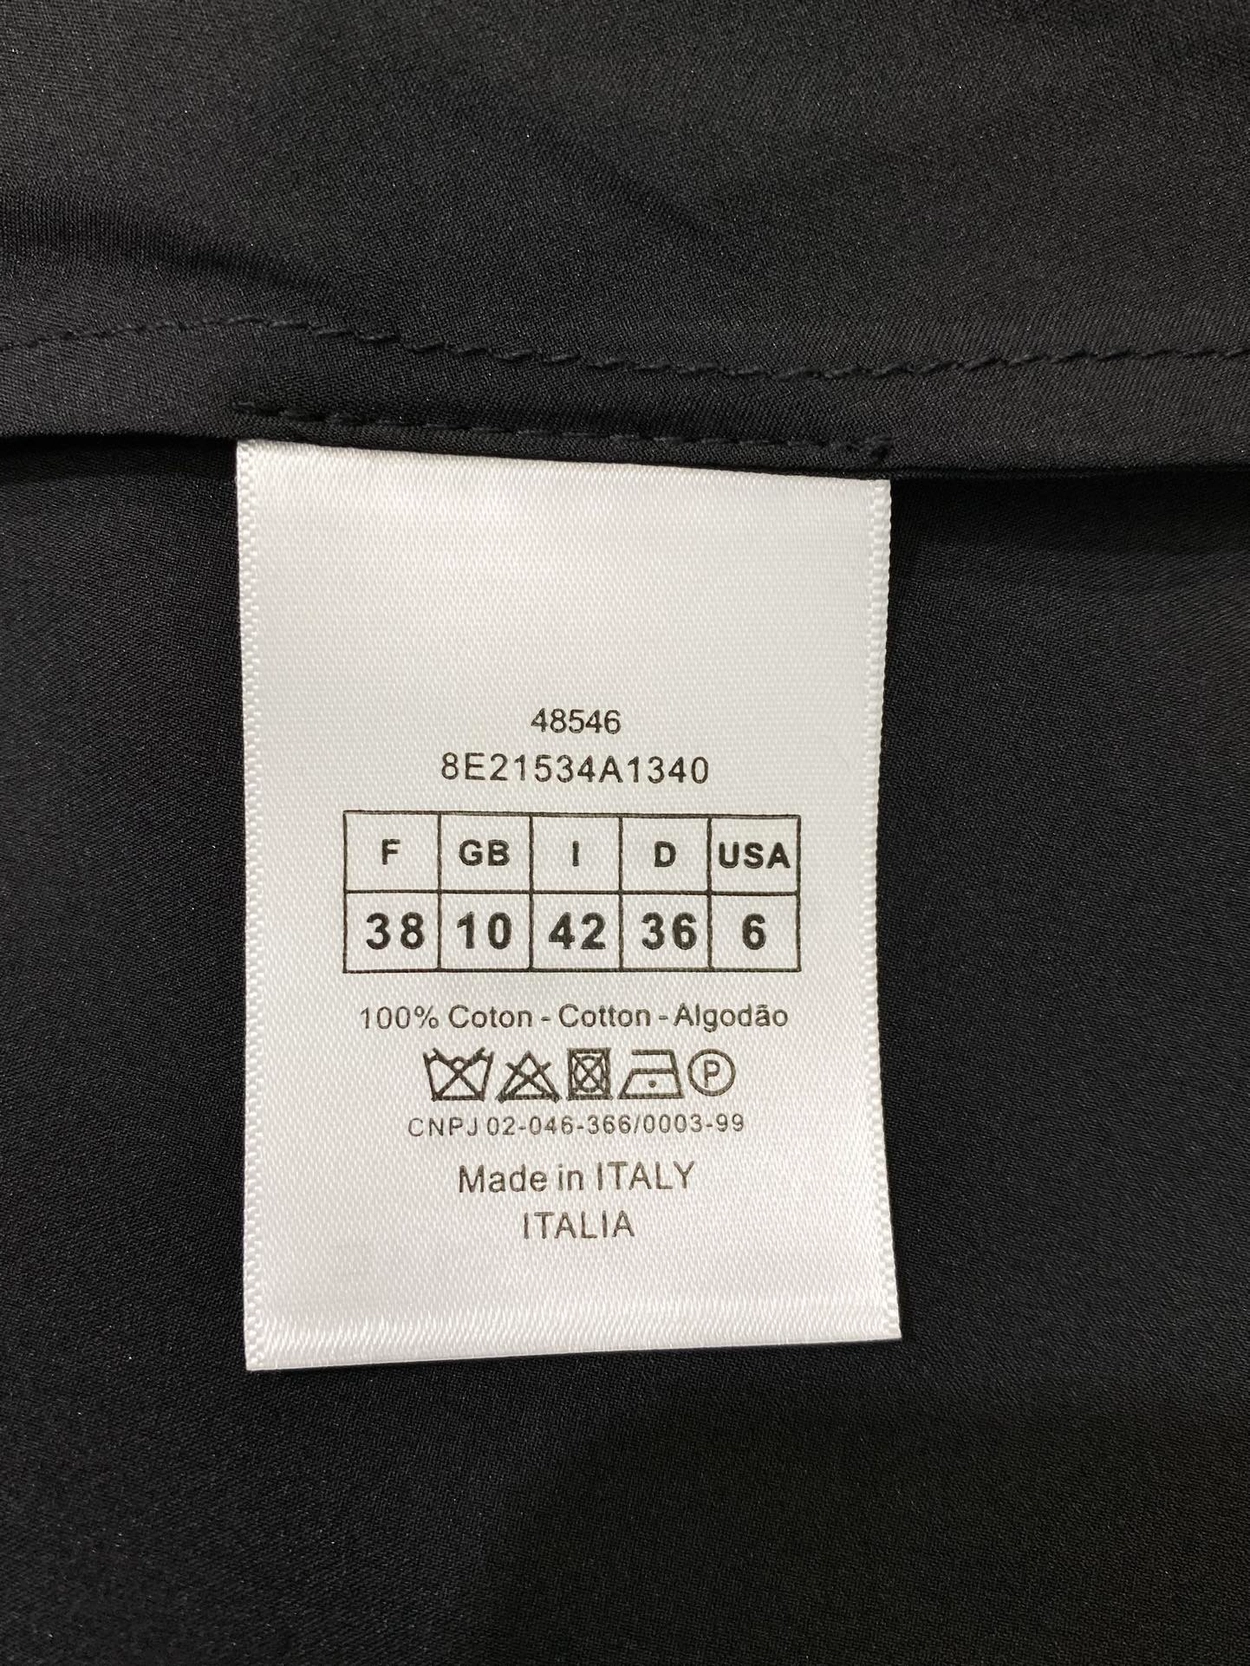 48546
8E21534A1340
F GB I D USA
38 10 42 36 6
100% Coton - Cotton - Algodão
P
CNPJ 02-046-366/0003-99
Made in ITALY
ITALIA